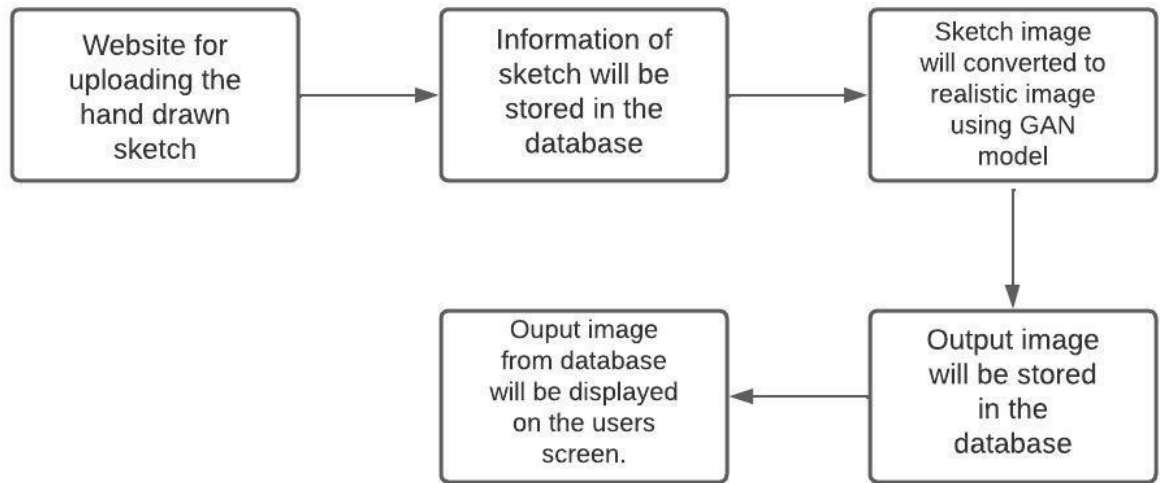 Website for
uploading the
hand drawn
sketch
Information of
sketch will be
stored in the
database
Sketch image
will converted to
realistic image
using GAN
model
Output image
will be stored
in the
database
Ouput image
from database
will be displayed
on the users
screen.